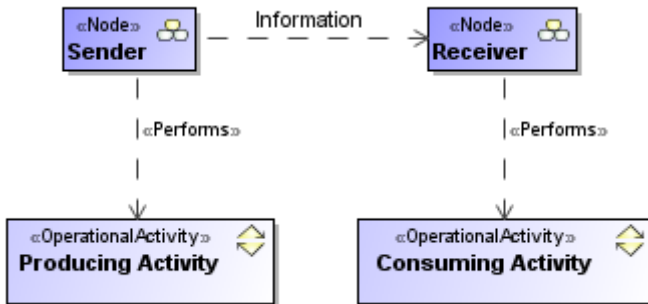 «Node»
Sender
Information
«Node»
Receiver
«Performs»
«Performs»
«OperationalActivity»
Producing Activity
«OperationalActivity»
Consuming Activity